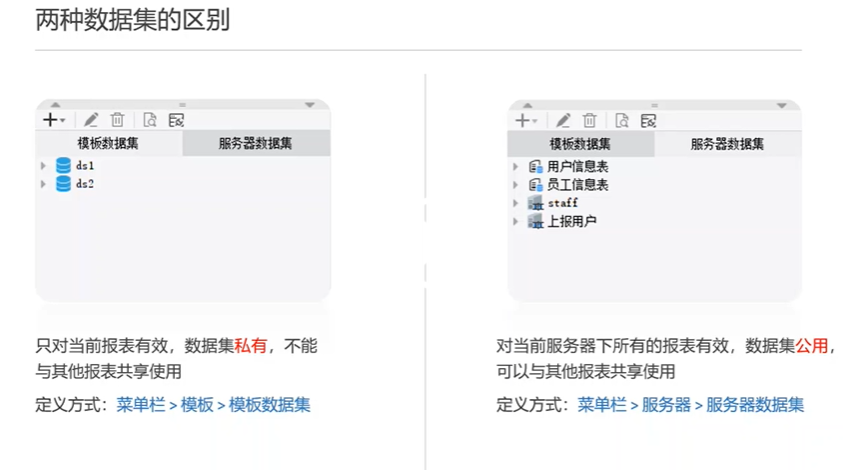 两种数据集的区别
模板数据集 服务器数据集
ds1
ds2
只对当前报表有效，数据集私有，不能
与其他报表共享使用
定义方式：菜单栏 > 模板 > 模板数据集
模板数据集 服务器数据集
用户信息表
员工信息表
staff
上报用户
对当前服务器下所有的报表有效，数据集公用，
可以与其他报表共享使用
定义方式：菜单栏 > 服务器 > 服务器数据集